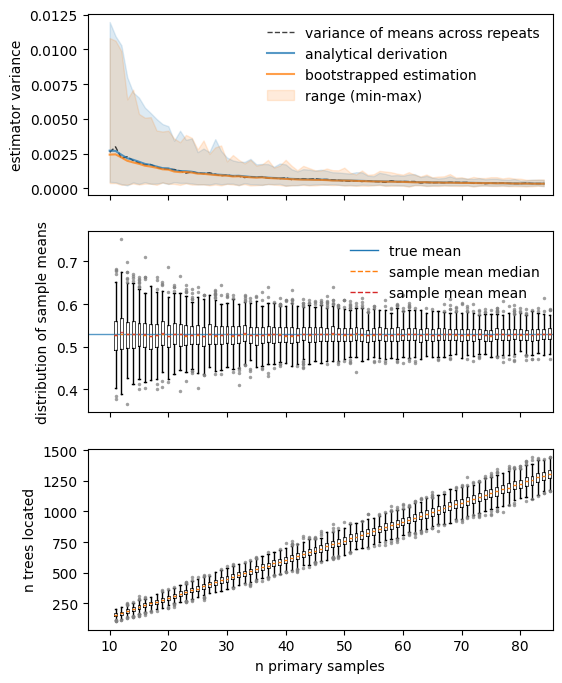 0.0125
0.0100
0.0075
0.0050
0.0025
0.0000
estimator variance
variance of means across repeats
analytical derivation
bootstrapped estimation
range (min-max)
0.7
0.6
0.5
0.4
distribution of sample means
true mean
sample mean median
sample mean mean
1500
1250
1000
750
500
250
n trees located
10 20 30 40 50 60 70 80
n primary samples